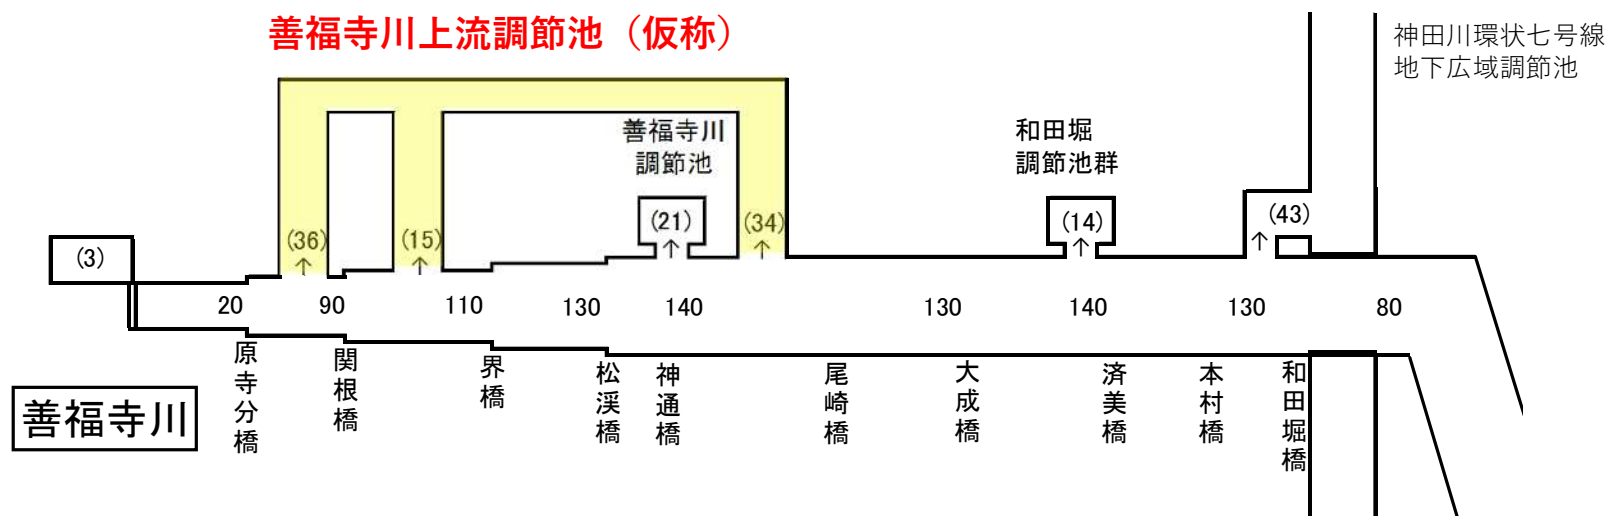 善福寺川上流調節池（仮称）
神田川環状七号線
地下広域調節池
善福寺川
調節池
和田堀
調節池群
(3)
(36)
↑
(15)
↑
(21)
↑
(34)
↑
(14)
↑
(43)
↑
20
90
110
130
140
130
140
130
80
原寺分橋
関根橋
界橋
松渓橋
神通橋
尾崎橋
大成橋
済美橋
本村橋
和田堀橋
善福寺川